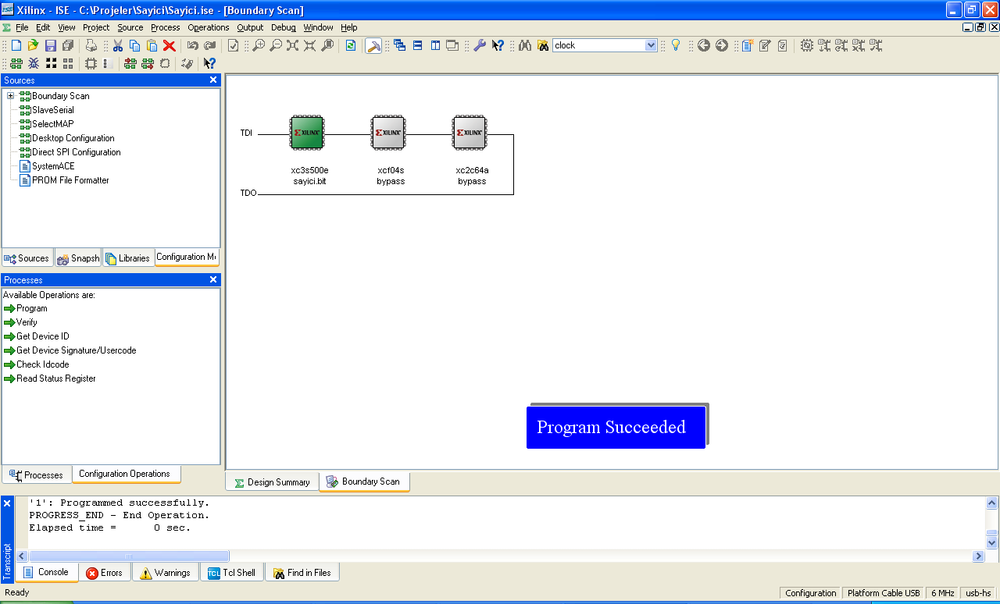 Xilinx - ISE - C:\Projeler\Sayici\Sayici.ise - [Boundary Scan]
File Edit View Project Source Process Operations Output Debug Window Help
clock
Sources
Boundary Scan
SlaveSerial
SelectMAP
Desktop Configuration
Direct SPI Configuration
SystemACE
PROM File Formatter
Sources Snapsh Libraries Configuration M
Processes
Available Operations are:
Program
Verify
Get Device ID
Get Device Signature/Usercode
Check Idcode
Read Status Register
Processes Configuration Operations
TDI
XILINX XILINX XILINX
xc3s500e xcf04s xc2c64a
sayici.bit bypass bypass
TDO
Program Succeeded
Design Summary Boundary Scan
'1': Programmed successfully.
PROGRESS_END - End Operation.
Elapsed time = 0 sec.
Transcript
Console Errors Warnings TCL Tcl Shell Find in Files
Ready Configuration Platform Cable USB 6 MHz usb-hs